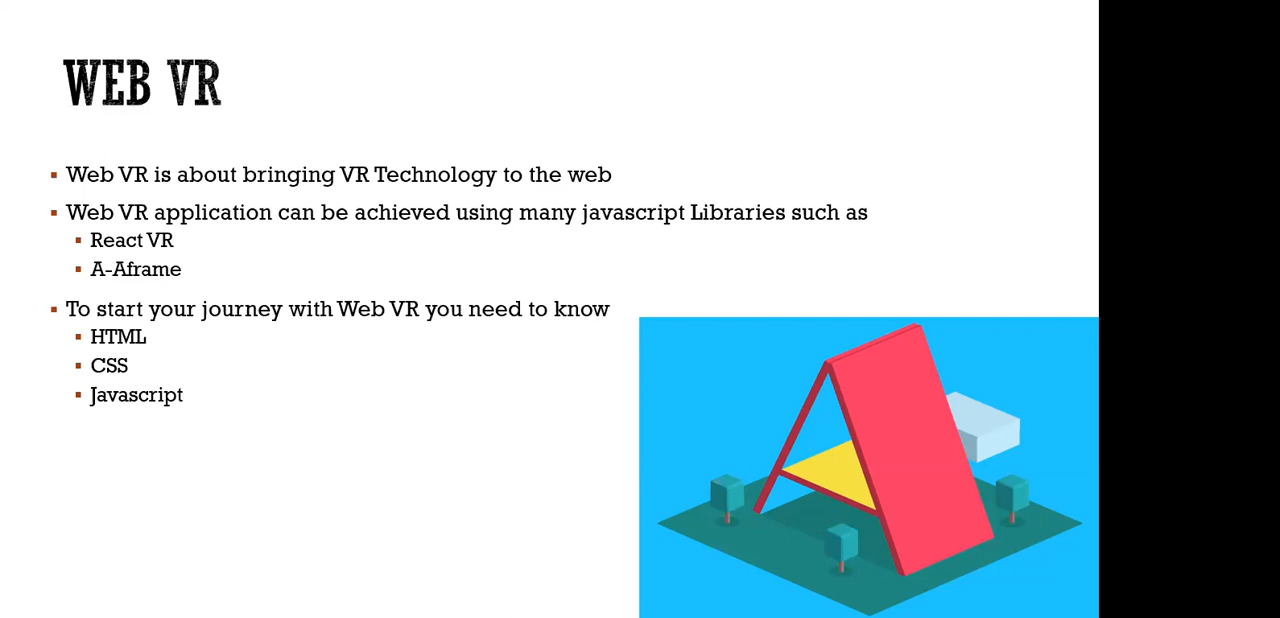 WEB VR
Web VR is about bringing VR Technology to the web
Web VR application can be achieved using many javascript Libraries such as
React VR
A-Aframe
To start your journey with Web VR you need to know
HTML
CSS
Javascript